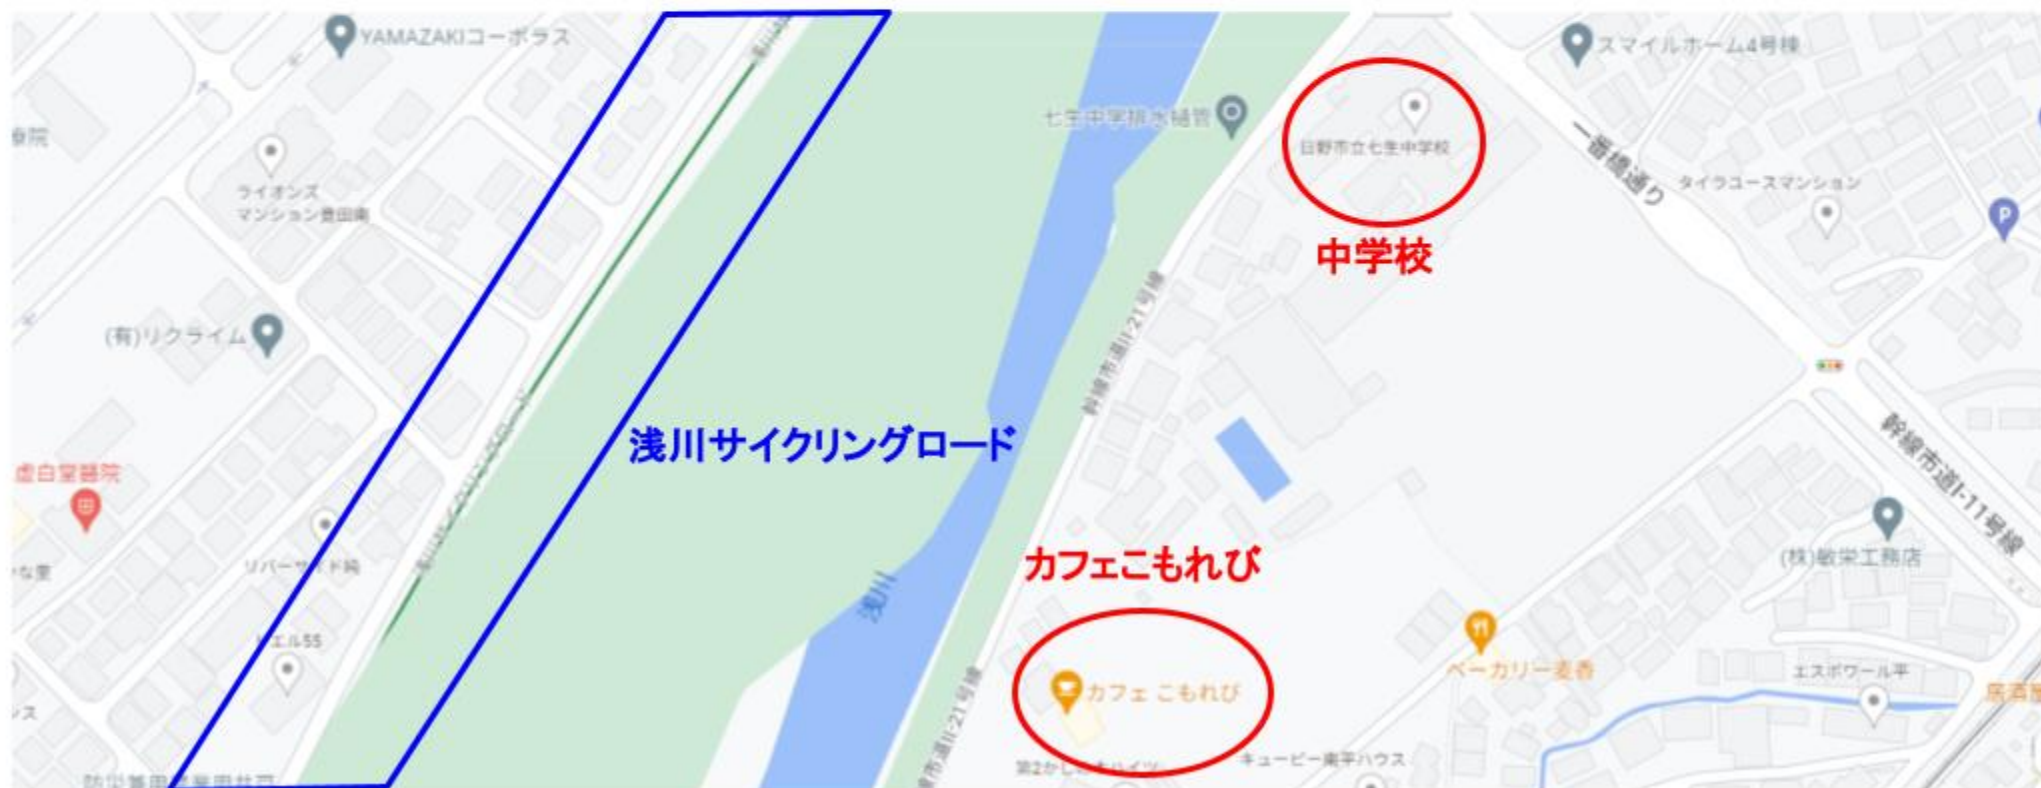 YAMAZAKIコーポラス
スマイルホーム4号棟
七生中学排水樋管
日野市立七生中学校
一番橋通り
タイラユースマンション
P
ライオンズ
マンション豊田南
中学校
(有)リクライム
幹線市道II-21号線
浅川サイクリングロード
幹線市道I-11号線
虚白堂醫院
(株)敏栄工務店
カフェこもれび
浅川
ベーカリー麦香
カフェ こもれび
エスポワール平
キューピー南平ハウス